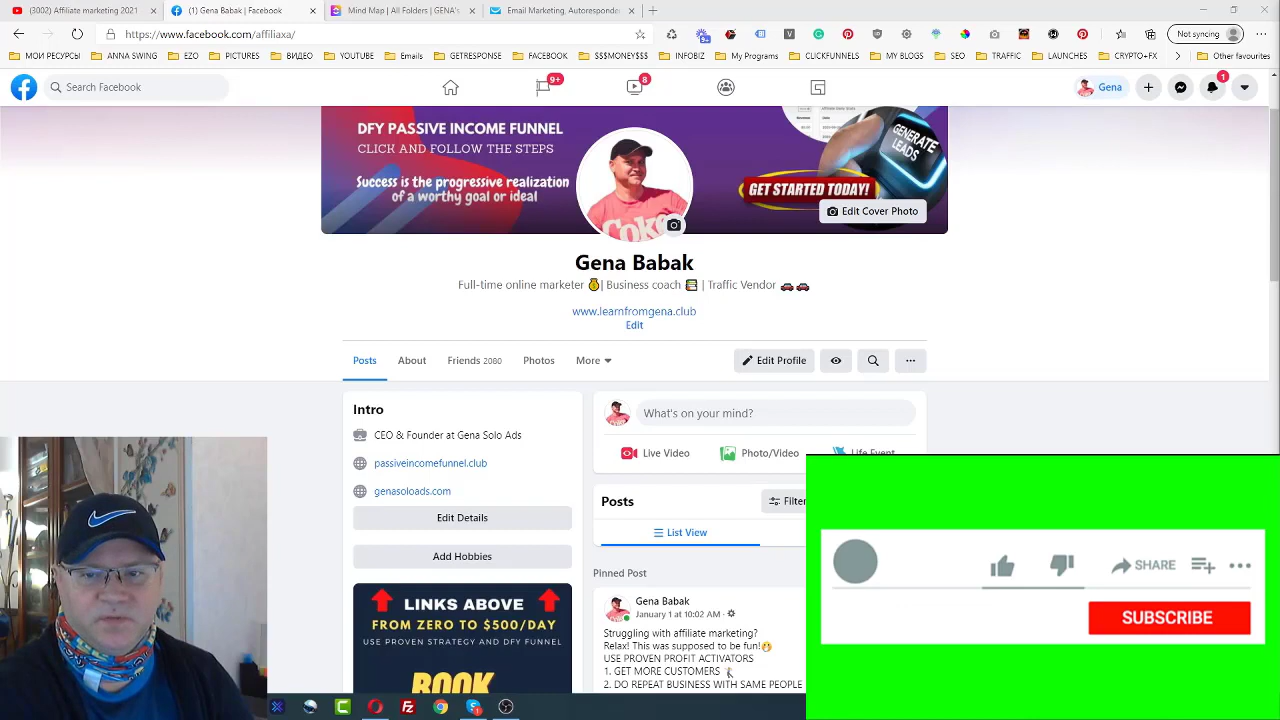 (3002) Affiliate marketing 2021
(1) Gena Babak | Facebook
Mind Map | All Folders | GENA's
Email Marketing, Autoresponder
https://www.facebook.com/affiliaxa/
Not syncing
МОИ РЕСУРСЫ
ANNA SWING
EZO
PICTURES
ВИДЕО
YOUTUBE
Emails
GETRESPONSE
FACEBOOK
$$$MONEY$$$
INFOBIZ
My Programs
CLICKFUNNELS
MY BLOGS
SEO
TRAFFIC
LAUNCHES
CRYPTO+FX
Other favourites
Search Facebook
9+
8
Gena
1
DFY PASSIVE INCOME FUNNEL
CLICK AND FOLLOW THE STEPS
Success is the progressive realization
of a worthy goal or ideal
Coke
GENERATE
LEADS
GET STARTED TODAY!
Edit Cover Photo
Gena Babak
Full-time online marketer 💰| Business coach 📚 | Traffic Vendor 🚗🚗
www.learnfromgena.club
Edit
Posts
About
Friends 2080
Photos
More
Edit Profile
Intro
CEO & Founder at Gena Solo Ads
passiveincomefunnel.club
genasoloads.com
Edit Details
Add Hobbies
LINKS ABOVE
FROM ZERO TO $500/DAY
USE PROVEN STRATEGY AND DFY FUNNEL
BOOK
What's on your mind?
Live Video
Photo/Video
Life Event
Posts
Filter
List View
Pinned Post
Gena Babak
January 1 at 10:02 AM ·
Struggling with affiliate marketing?
Relax! This was supposed to be fun!🤭
USE PROVEN PROFIT ACTIVATORS
1. GET MORE CUSTOMERS
2. DO REPEAT BUSINESS WITH SAME PEOPLE
SHARE
SUBSCRIBE